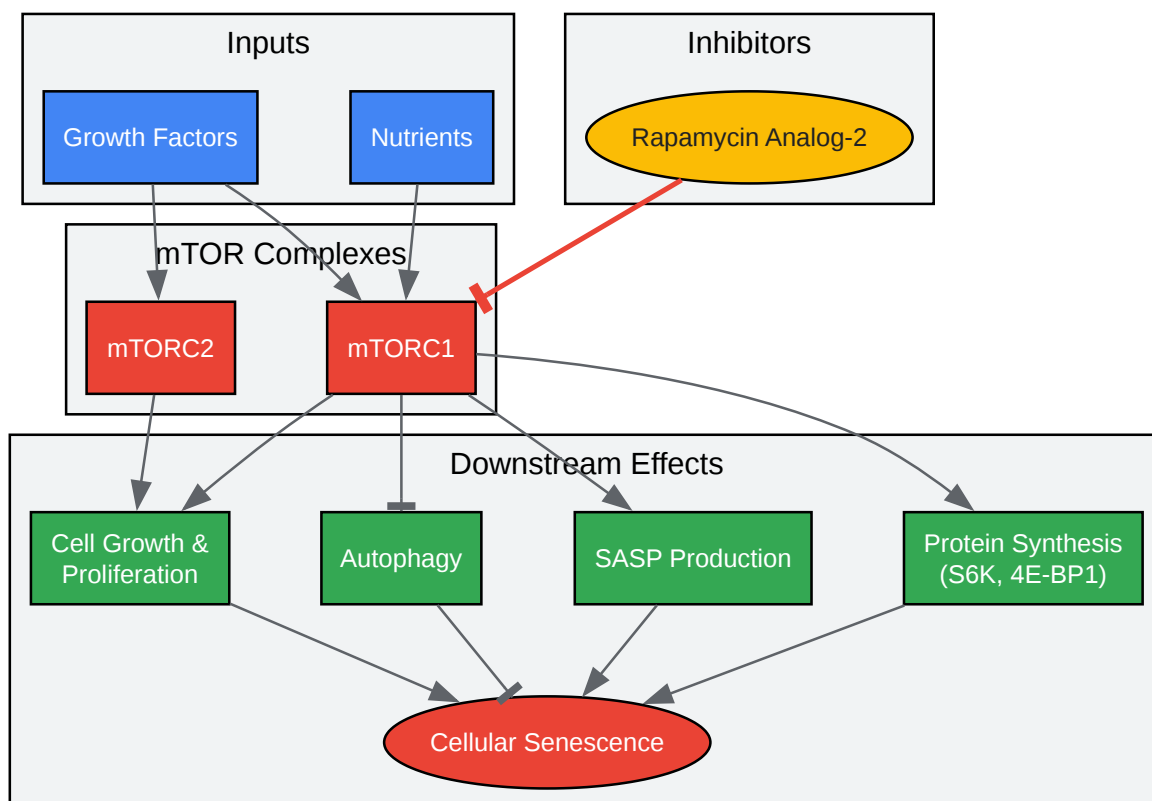 Inputs
Inhibitors
Growth Factors
Nutrients
Rapamycin Analog-2
mTOR Complexes
mTORC2
mTORC1
Downstream Effects
Cell Growth &
Proliferation
Autophagy
SASP Production
Protein Synthesis
(S6K, 4E-BP1)
Cellular Senescence